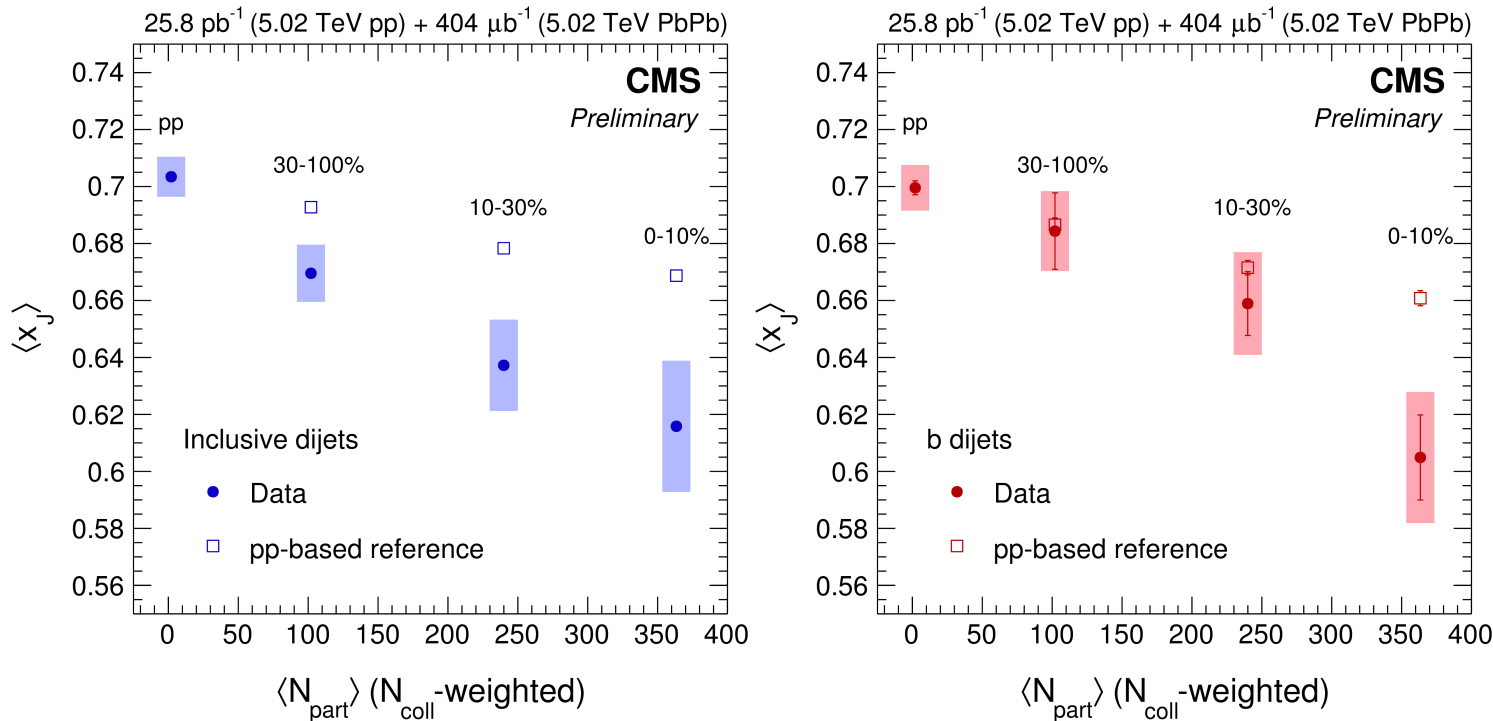 25.8 pb⁻¹ (5.02 TeV pp) + 404 μb⁻¹ (5.02 TeV PbPb)
CMS
Preliminary
pp
30-100%
10-30%
0-10%
0.74
0.72
0.7
0.68
0.66
0.64
0.62
0.6
0.58
0.56
⟨x_J⟩
Inclusive dijets
Data
pp-based reference
0 50 100 150 200 250 300 350 400
⟨N_part⟩ (N_coll-weighted)
25.8 pb⁻¹ (5.02 TeV pp) + 404 μb⁻¹ (5.02 TeV PbPb)
CMS
Preliminary
pp
30-100%
10-30%
0-10%
0.74
0.72
0.7
0.68
0.66
0.64
0.62
0.6
0.58
0.56
⟨x_J⟩
b dijets
Data
pp-based reference
0 50 100 150 200 250 300 350 400
⟨N_part⟩ (N_coll-weighted)